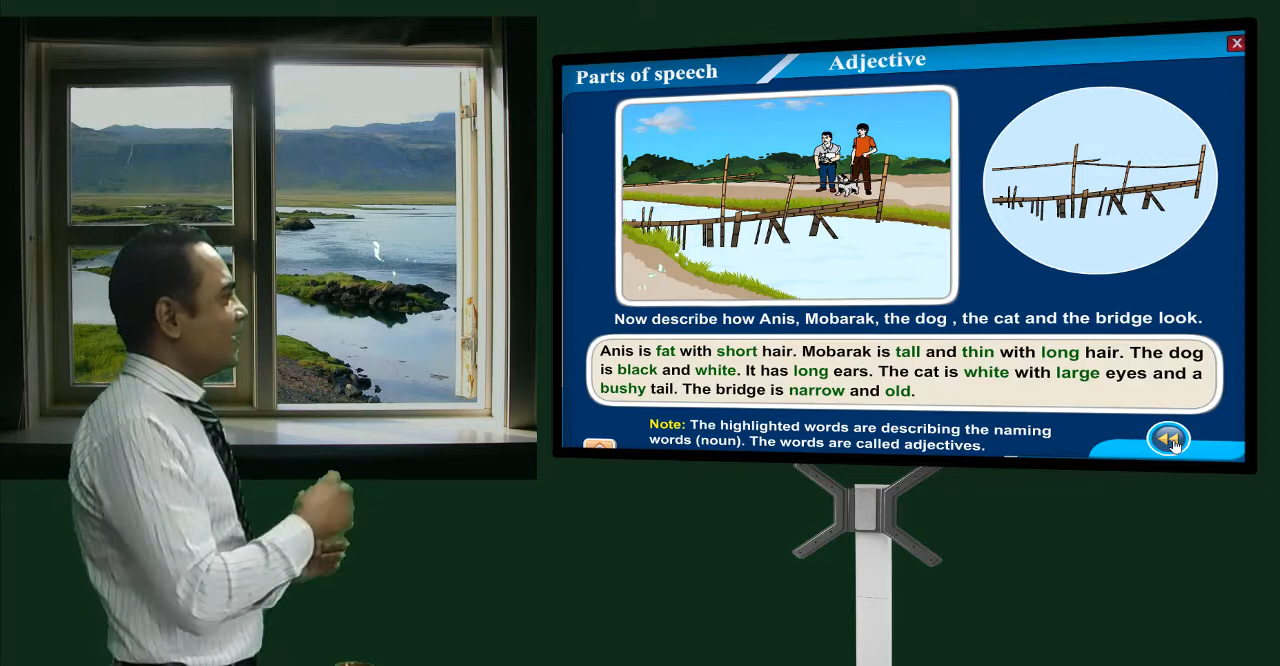 Parts of speech
Adjective
X
Now describe how Anis, Mobarak, the dog , the cat and the bridge look.
Anis is fat with short hair. Mobarak is tall and thin with long hair. The dog
is black and white. It has long ears. The cat is white with large eyes and a
bushy tail. The bridge is narrow and old.
Note: The highlighted words are describing the naming
words (noun). The words are called adjectives.